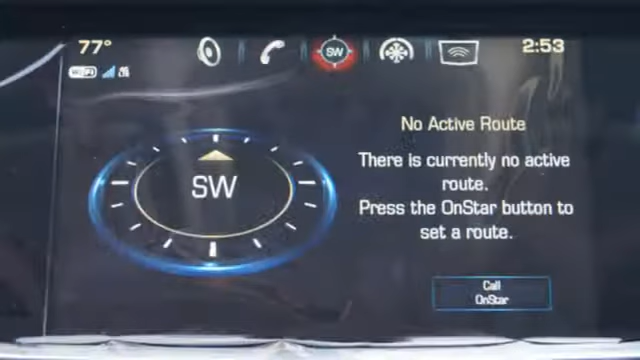 77°
SW
2:53
WiFi
No Active Route
There is currently no active
route.
Press the OnStar button to
set a route.
SW
Call
OnStar